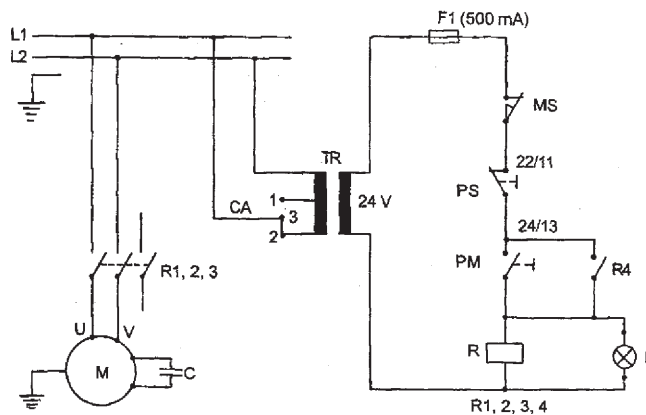 F1 (500 mA)
L1
L2
MS
TR
22/11
1
PS
24 V
CA
3
2
24/13
PM
R4
R1, 2, 3
U
V
R
M
C
R1, 2, 3, 4